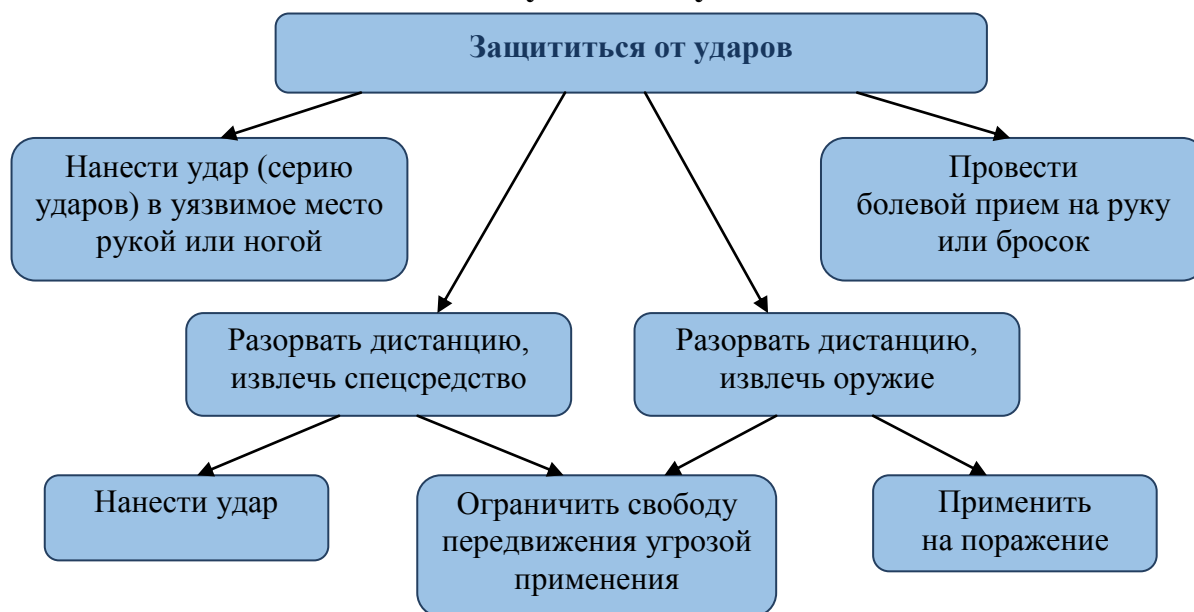 Защититься от ударов
Нанести удар (серию
ударов) в уязвимое место
рукой или ногой
Провести
болевой прием на руку
или бросок
Разорвать дистанцию,
извлечь спецсредство
Разорвать дистанцию,
извлечь оружие
Нанести удар
Ограничить свободу
передвижения угрозой
применения
Применить
на поражение